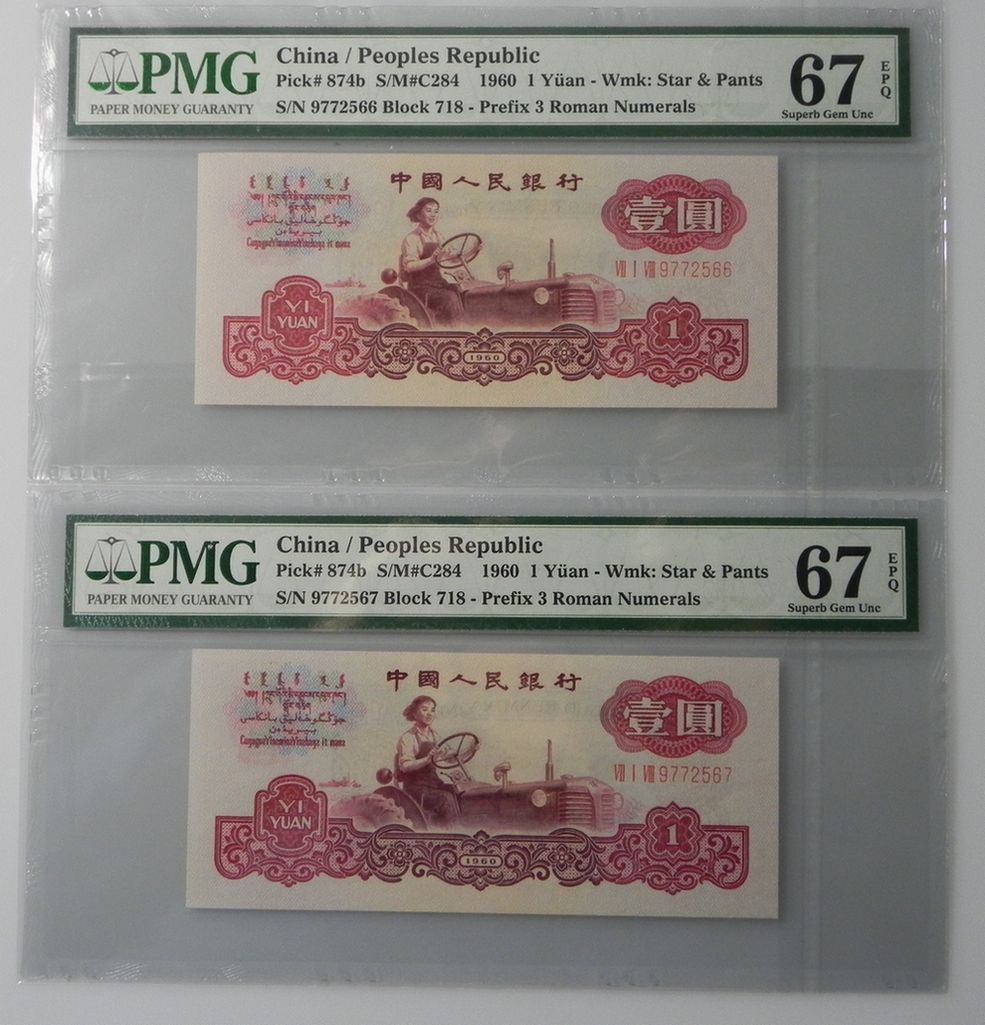 PMG
PAPER MONEY GUARANTY
China / Peoples Republic
Pick# 874b S/M#C284 1960 1 Yüan - Wmk: Star & Pants
S/N 9772566 Block 718 - Prefix 3 Roman Numerals
67
EPQ
Superb Gem Unc
中國人民銀行
壹圓
VII I VIII 9772566
YI
YUAN
1960
1
PMG
PAPER MONEY GUARANTY
China / Peoples Republic
Pick# 874b S/M#C284 1960 1 Yüan - Wmk: Star & Pants
S/N 9772567 Block 718 - Prefix 3 Roman Numerals
67
EPQ
Superb Gem Unc
中國人民銀行
壹圓
VII I VIII 9772567
YI
YUAN
1960
1